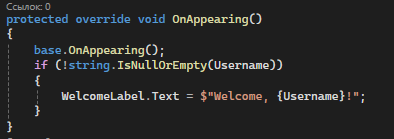 Ссылок: 0
protected override void OnAppearing()
{
base.OnAppearing();
if (!string.IsNullOrEmpty(Username))
{
WelcomeLabel.Text = $"Welcome, {Username}!";
}
}